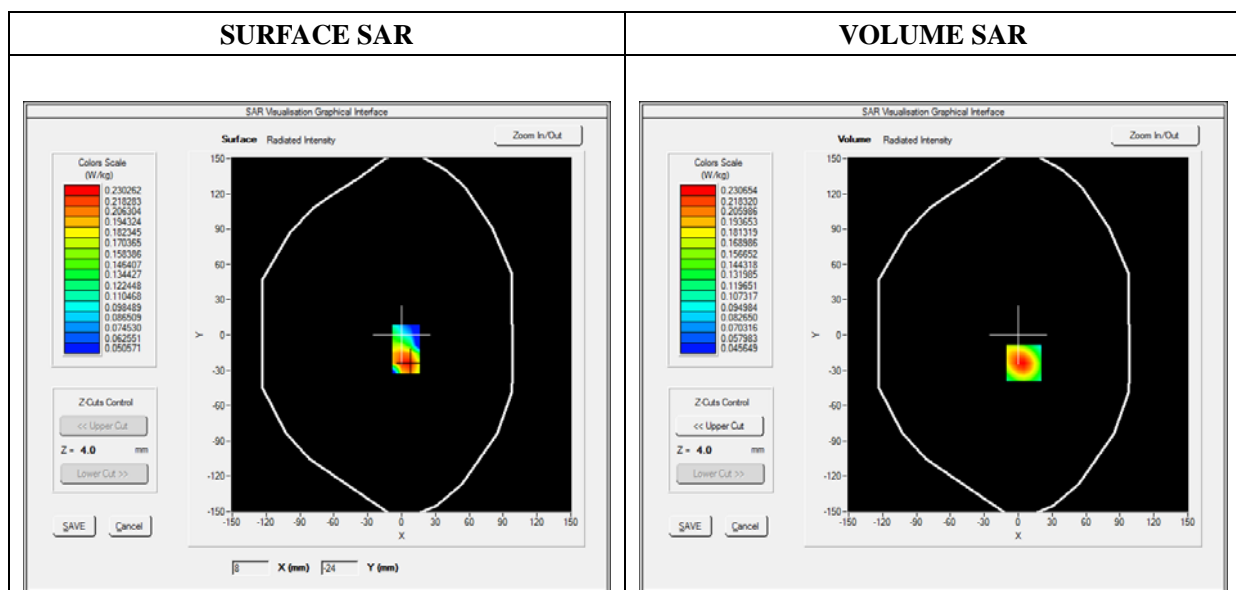 SURFACE SAR
VOLUME SAR
SAR Visualisation Graphical Interface
Surface Radiated Intensity
Zoom In/Out
Colors Scale
(W/kg)
0.230262
0.218283
0.206304
0.194324
0.182345
0.170365
0.158386
0.146407
0.134427
0.122448
0.110468
0.098489
0.086509
0.074530
0.062551
0.050571
150
120
90
60
30
0
-30
-60
-90
-120
-150
Y
-150 -120 -90 -60 -30 0 30 60 90 120 150
X
Z-Cuts Control
<< Upper Cut
Z = 4.0 mm
Lower Cut >>
SAVE Cancel
8 X (mm) -24 Y (mm)
SAR Visualisation Graphical Interface
Volume Radiated Intensity
Zoom In/Out
Colors Scale
(W/kg)
0.230654
0.218320
0.205986
0.193653
0.181319
0.168986
0.156652
0.144318
0.131985
0.119651
0.107317
0.094984
0.082650
0.070316
0.057983
0.045649
150
120
90
60
30
0
-30
-60
-90
-120
-150
Y
-150 -120 -90 -60 -30 0 30 60 90 120 150
X
Z-Cuts Control
<< Upper Cut
Z = 4.0 mm
Lower Cut >>
SAVE Cancel